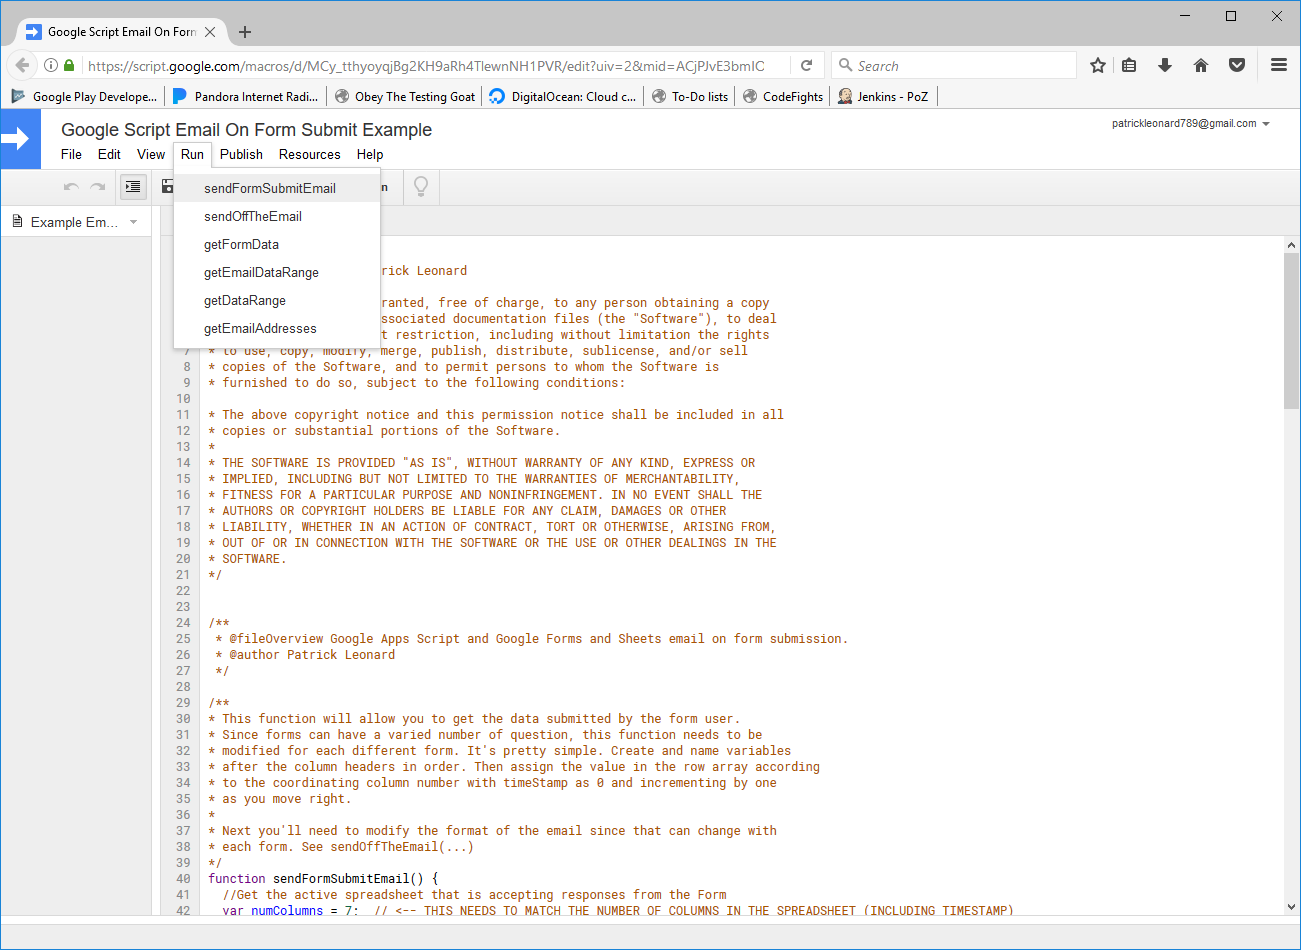 Google Script Email On Form
https://script.google.com/macros/d/MCy_tthyoyqjBg2KH9aRh4TlewnNH1PVR/edit?uiv=2&mid=ACjPJvE3bmIC
Search
Google Play Develope... Pandora Internet Radi... Obey The Testing Goat DigitalOcean: Cloud c... To-Do lists CodeFights Jenkins - PoZ
Google Script Email On Form Submit Example
patrickleonard789@gmail.com
File Edit View Run Publish Resources Help
sendFormSubmitEmail
n
sendOffTheEmail
Example Em...
getFormData
getEmailDataRange
rick Leonard
getDataRange
ranted, free of charge, to any person obtaining a copy
ssociated documentation files (the "Software"), to deal
getEmailAddresses
t restriction, including without limitation the rights
7 * to use, copy, modify, merge, publish, distribute, sublicense, and/or sell
8 * copies of the Software, and to permit persons to whom the Software is
9 * furnished to do so, subject to the following conditions:
10
11 * The above copyright notice and this permission notice shall be included in all
12 * copies or substantial portions of the Software.
13 *
14 * THE SOFTWARE IS PROVIDED "AS IS", WITHOUT WARRANTY OF ANY KIND, EXPRESS OR
15 * IMPLIED, INCLUDING BUT NOT LIMITED TO THE WARRANTIES OF MERCHANTABILITY,
16 * FITNESS FOR A PARTICULAR PURPOSE AND NONINFRINGEMENT. IN NO EVENT SHALL THE
17 * AUTHORS OR COPYRIGHT HOLDERS BE LIABLE FOR ANY CLAIM, DAMAGES OR OTHER
18 * LIABILITY, WHETHER IN AN ACTION OF CONTRACT, TORT OR OTHERWISE, ARISING FROM,
19 * OUT OF OR IN CONNECTION WITH THE SOFTWARE OR THE USE OR OTHER DEALINGS IN THE
20 * SOFTWARE.
21 */
22
23
24 /**
25 * @fileOverview Google Apps Script and Google Forms and Sheets email on form submission.
26 * @author Patrick Leonard
27 */
28
29 /**
30 * This function will allow you to get the data submitted by the form user.
31 * Since forms can have a varied number of question, this function needs to be
32 * modified for each different form. It's pretty simple. Create and name variables
33 * after the column headers in order. Then assign the value in the row array according
34 * to the coordinating column number with timeStamp as 0 and incrementing by one
35 * as you move right.
36 *
37 * Next you'll need to modify the format of the email since that can change with
38 * each form. See sendOffTheEmail(...)
39 */
40 function sendFormSubmitEmail() {
41 //Get the active spreadsheet that is accepting responses from the Form
42 var numColumns = 7; // <-- THIS NEEDS TO MATCH THE NUMBER OF COLUMNS IN THE SPREADSHEET (INCLUDING TIMESTAMP)